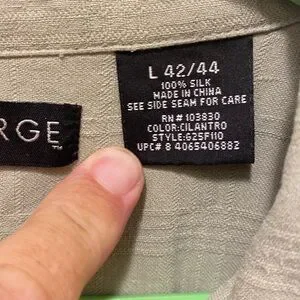 L 42/44
100% SILK
MADE IN CHINA
SEE SIDE SEAM FOR CARE
RN# 103830
COLOR:CILANTRO
STYLE:G25F110
UPC# 8 4065406882
RGE
TM